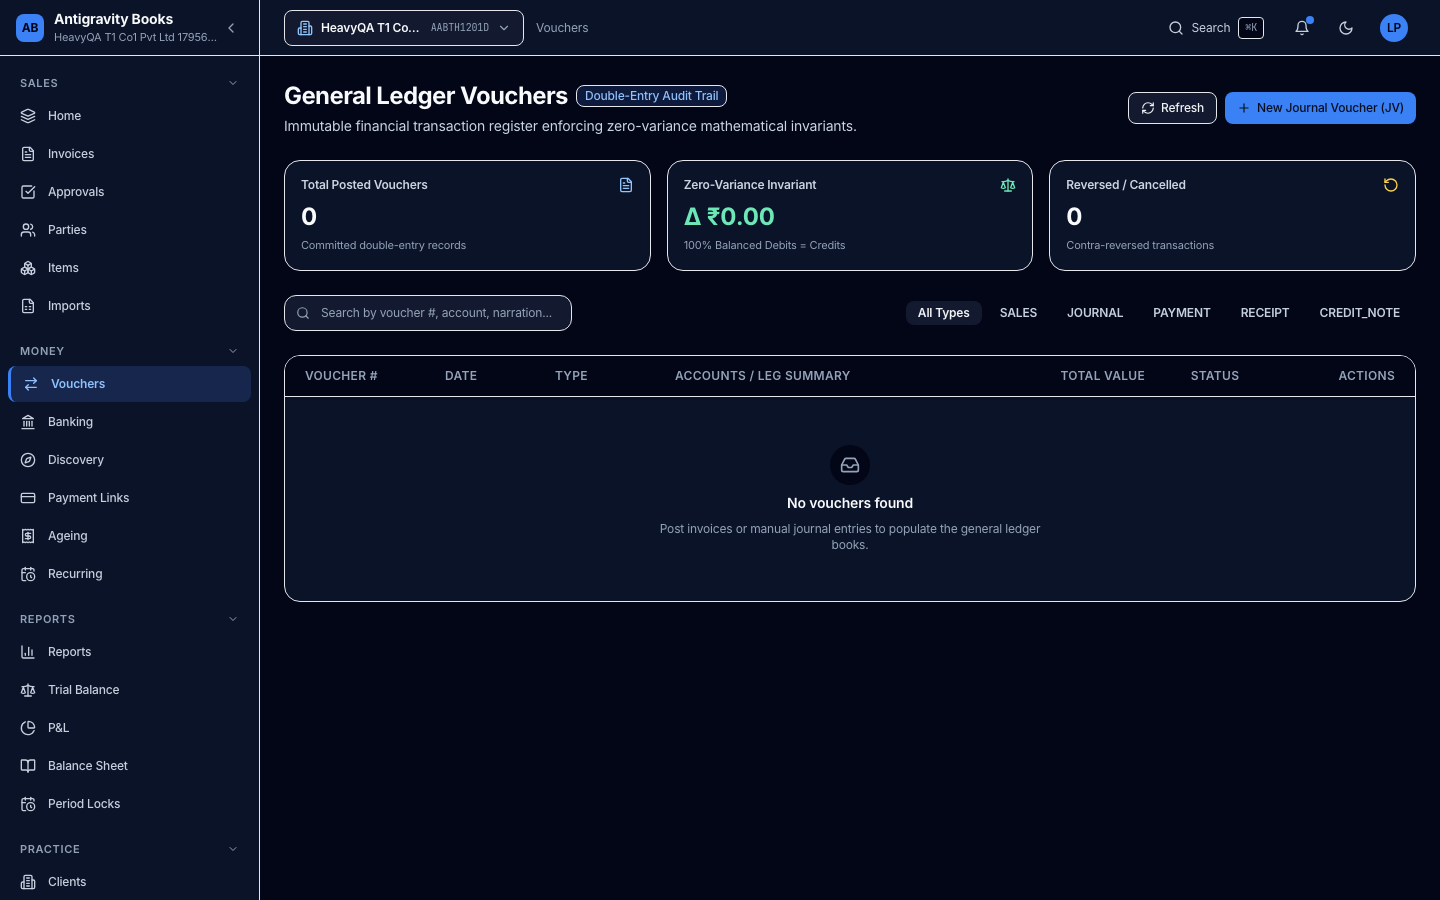 AB
Antigravity Books
HeavyQA T1 Co1 Pvt Ltd 17956...
HeavyQA T1 Co... AABTH1201D
Vouchers
Search ⌘K
LP
SALES
Home
Invoices
Approvals
Parties
Items
Imports
MONEY
Vouchers
Banking
Discovery
Payment Links
Ageing
Recurring
REPORTS
Reports
Trial Balance
P&L
Balance Sheet
Period Locks
PRACTICE
Clients
General Ledger Vouchers
Double-Entry Audit Trail
Immutable financial transaction register enforcing zero-variance mathematical invariants.
Refresh
New Journal Voucher (JV)
Total Posted Vouchers
0
Committed double-entry records
Zero-Variance Invariant
Δ ₹0.00
100% Balanced Debits = Credits
Reversed / Cancelled
0
Contra-reversed transactions
Search by voucher #, account, narration...
All Types SALES JOURNAL PAYMENT RECEIPT CREDIT_NOTE
VOUCHER # DATE TYPE ACCOUNTS / LEG SUMMARY TOTAL VALUE STATUS ACTIONS
No vouchers found
Post invoices or manual journal entries to populate the general ledger
books.